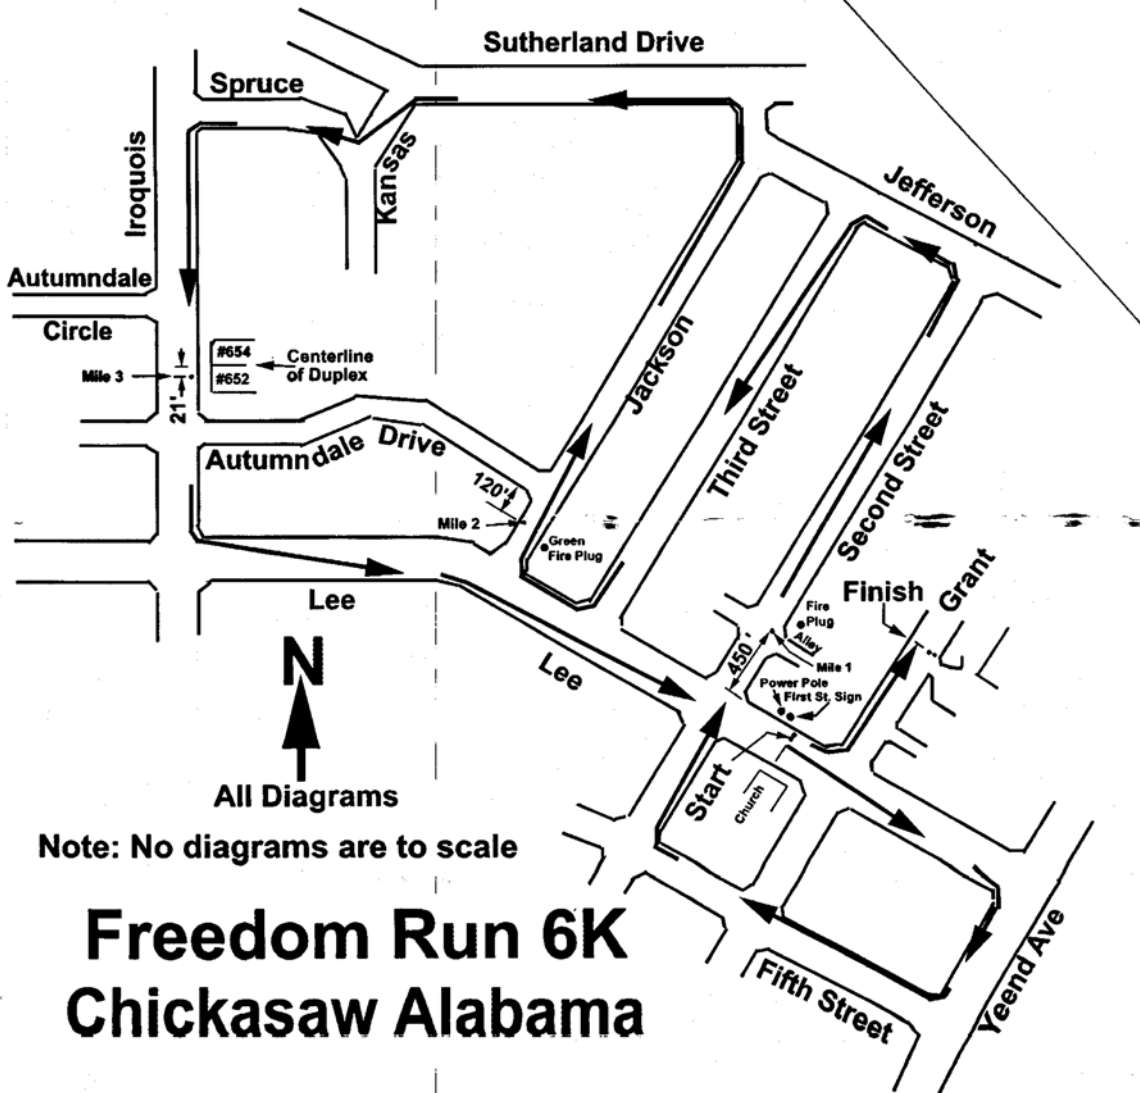 Sutherland Drive
Spruce
Iroquois
Kansas
Jefferson
Autumndale
Circle
#654
#652
Centerline
of Duplex
Mile 3
21'
Jackson
Third Street
Second Street
Autumndale Drive
120'
Mile 2
Green
Fire Plug
Lee
Lee
Finish
Grant
Fire
Plug
Alley
450'
Mile 1
Power Pole
First St. Sign
Start
Church
N
All Diagrams
Note: No diagrams are to scale
Freedom Run 6K
Chickasaw Alabama
Fifth Street
Yeend Ave